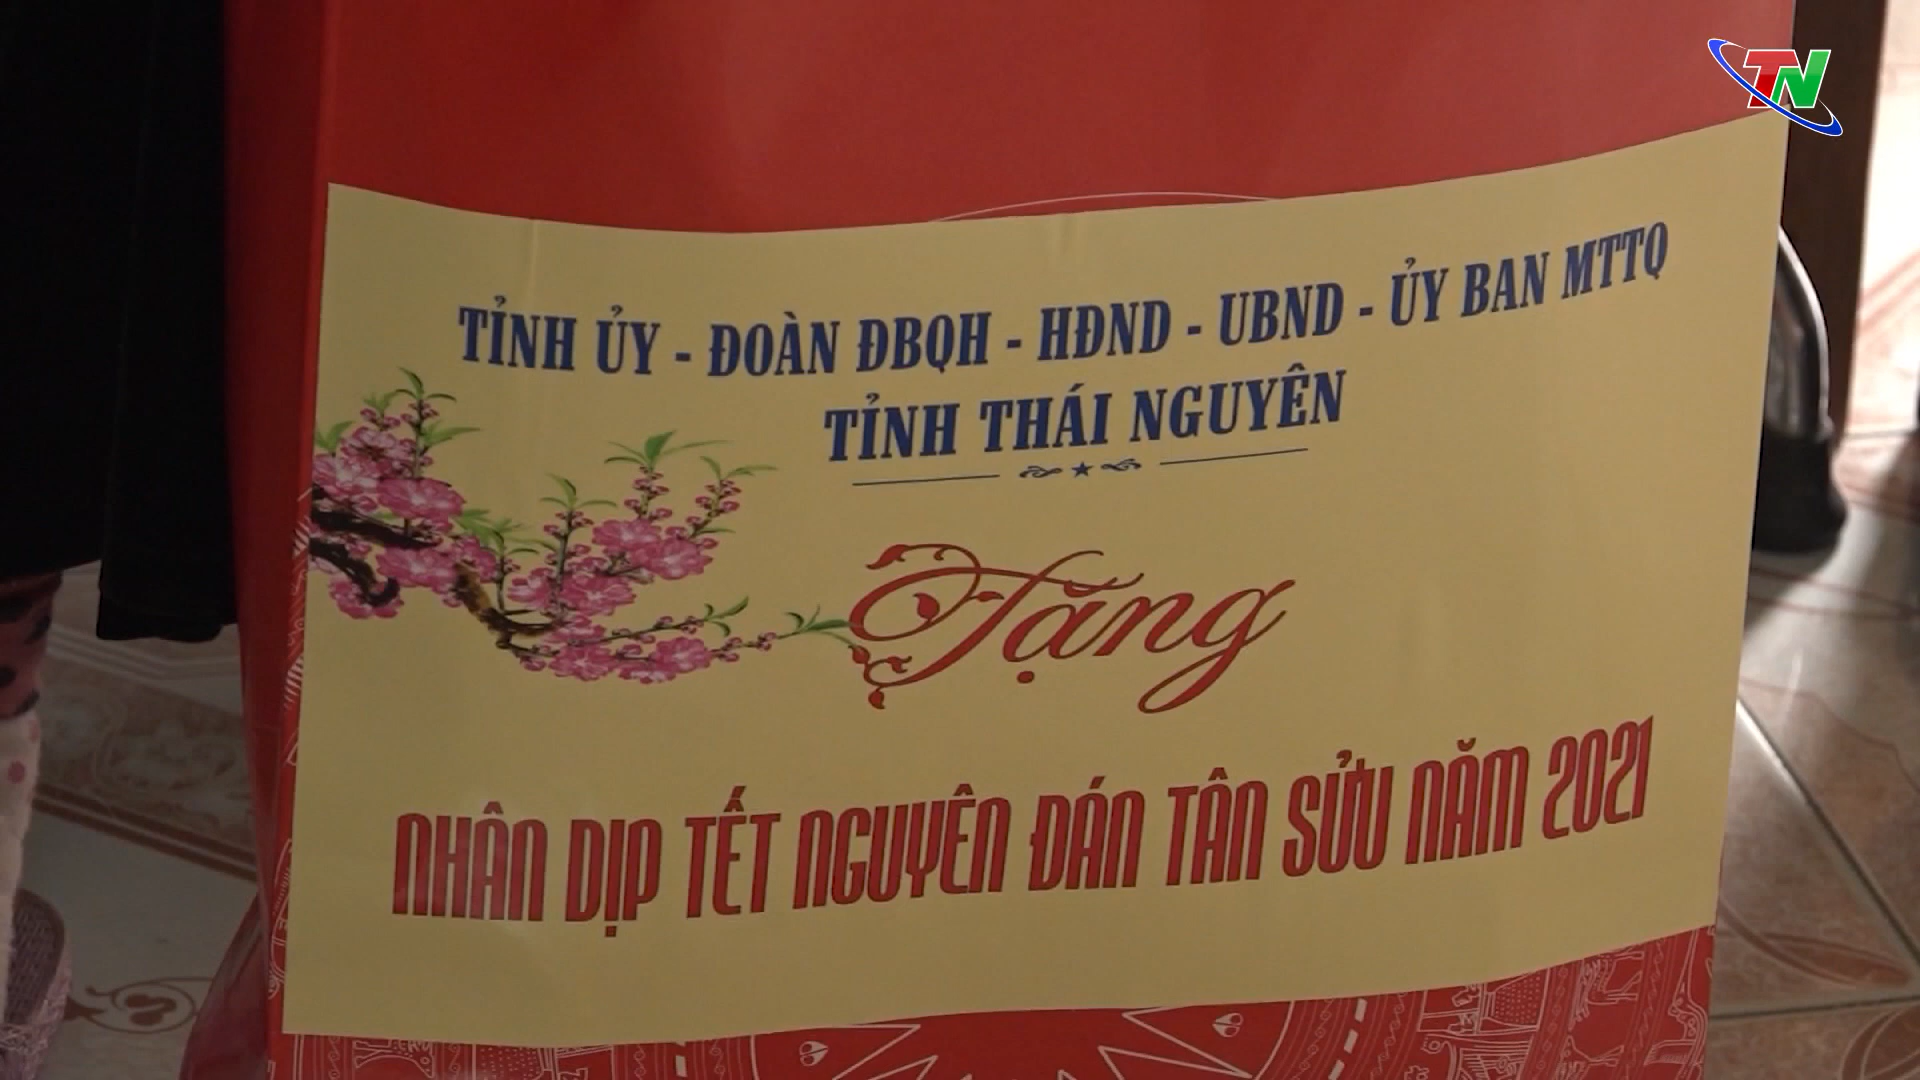 TN
TỈNH ỦY - ĐOÀN ĐBQH - HĐND - UBND - ỦY BAN MTTQ
TỈNH THÁI NGUYÊN
Tặng
NHÂN DỊP TẾT NGUYÊN ĐÁN TÂN SỬU NĂM 2021